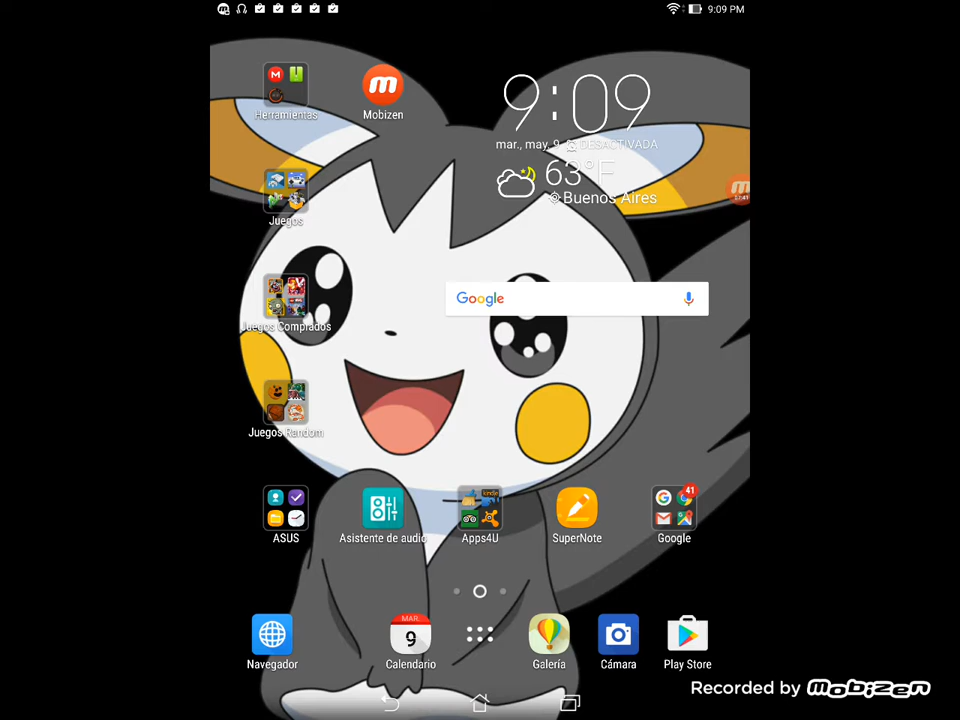 9:09 PM
Herramientas
Mobizen
9:09
mar., may. 9
DESACTIVADA
63°F
Buenos Aires
07:41
Juegos
Google
Juegos Comprados
Juegos Random
kindle
41
ASUS
Asistente de audio
Apps4U
SuperNote
Google
MAR.
9
Navegador
Calendario
Galería
Cámara
Play Store
Recorded by mobizen